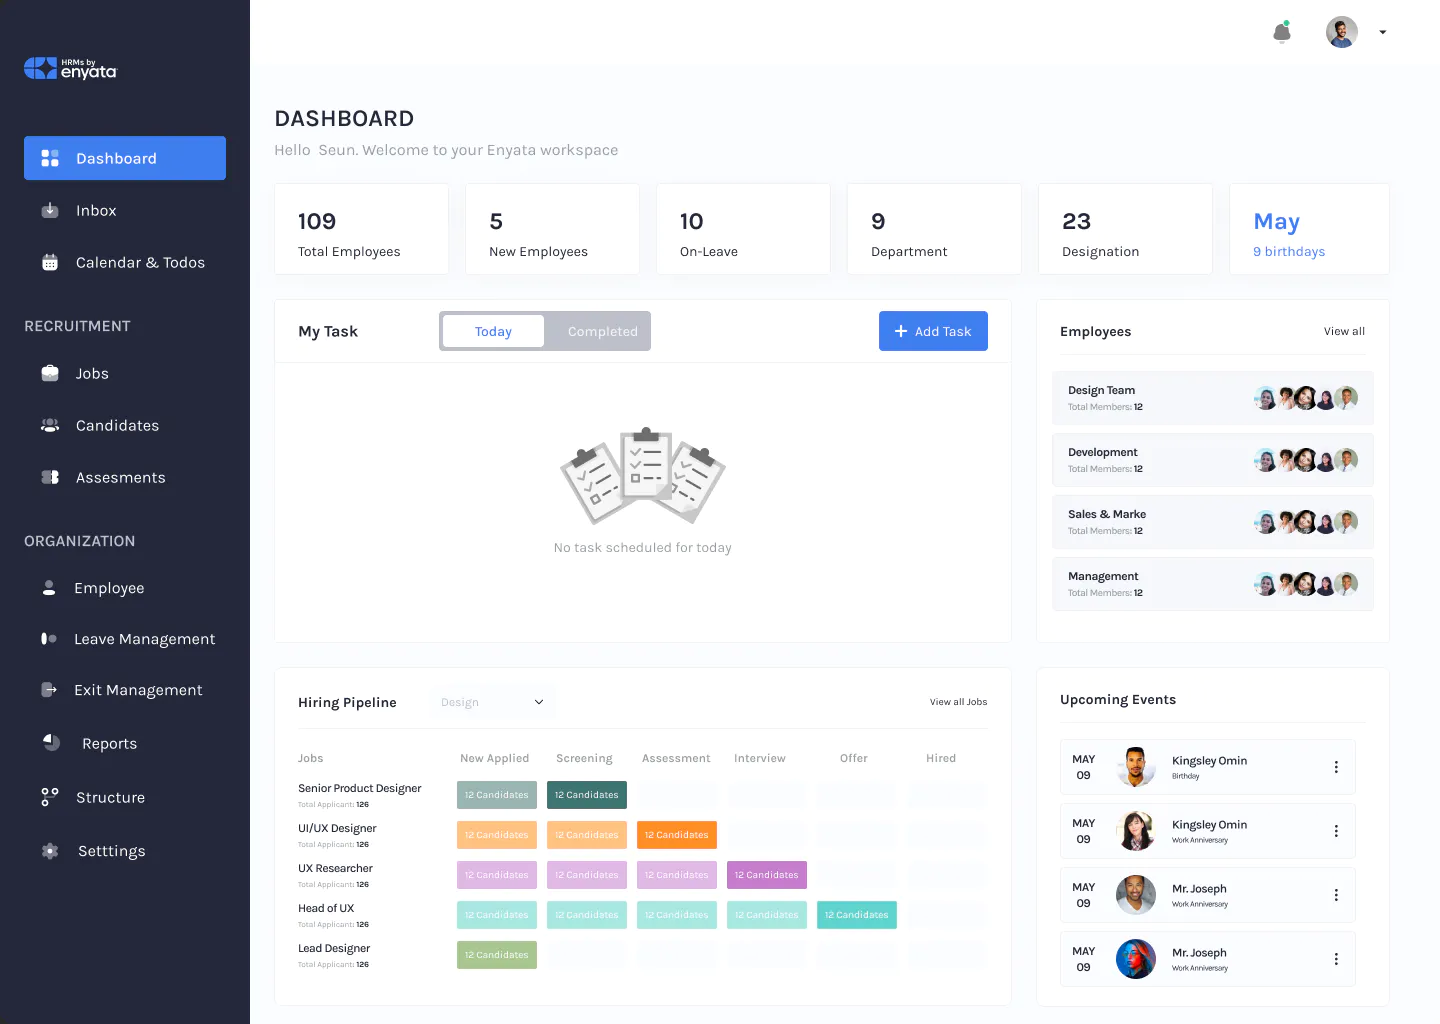 HRMs by
enyata
Dashboard
Inbox
Calendar & Todos
RECRUITMENT
Jobs
Candidates
Assesments
ORGANIZATION
Employee
Leave Management
Exit Management
Reports
Structure
Setttings
DASHBOARD
Hello Seun. Welcome to your Enyata workspace
109
Total Employees
5
New Employees
10
On-Leave
9
Department
23
Designation
May
9 birthdays
My Task
Today
Completed
Add Task
No task scheduled for today
Employees
View all
Design Team
Total Members: 12
Development
Total Members: 12
Sales & Marke
Total Members: 12
Management
Total Members: 12
Hiring Pipeline
Design
View all Jobs
Jobs New Applied Screening Assessment Interview Offer Hired
Senior Product Designer
Total Applicant: 126
12 Candidates 12 Candidates
UI/UX Designer
Total Applicant: 126
12 Candidates 12 Candidates 12 Candidates
UX Researcher
Total Applicant: 126
12 Candidates 12 Candidates 12 Candidates 12 Candidates
Head of UX
Total Applicant: 126
12 Candidates 12 Candidates 12 Candidates 12 Candidates 12 Candidates
Lead Designer
Total Applicant: 126
12 Candidates
Upcoming Events
MAY
09
Kingsley Omin
Birthday
MAY
09
Kingsley Omin
Work Anniversary
MAY
09
Mr. Joseph
Work Anniversary
MAY
09
Mr. Joseph
Work Anniversary